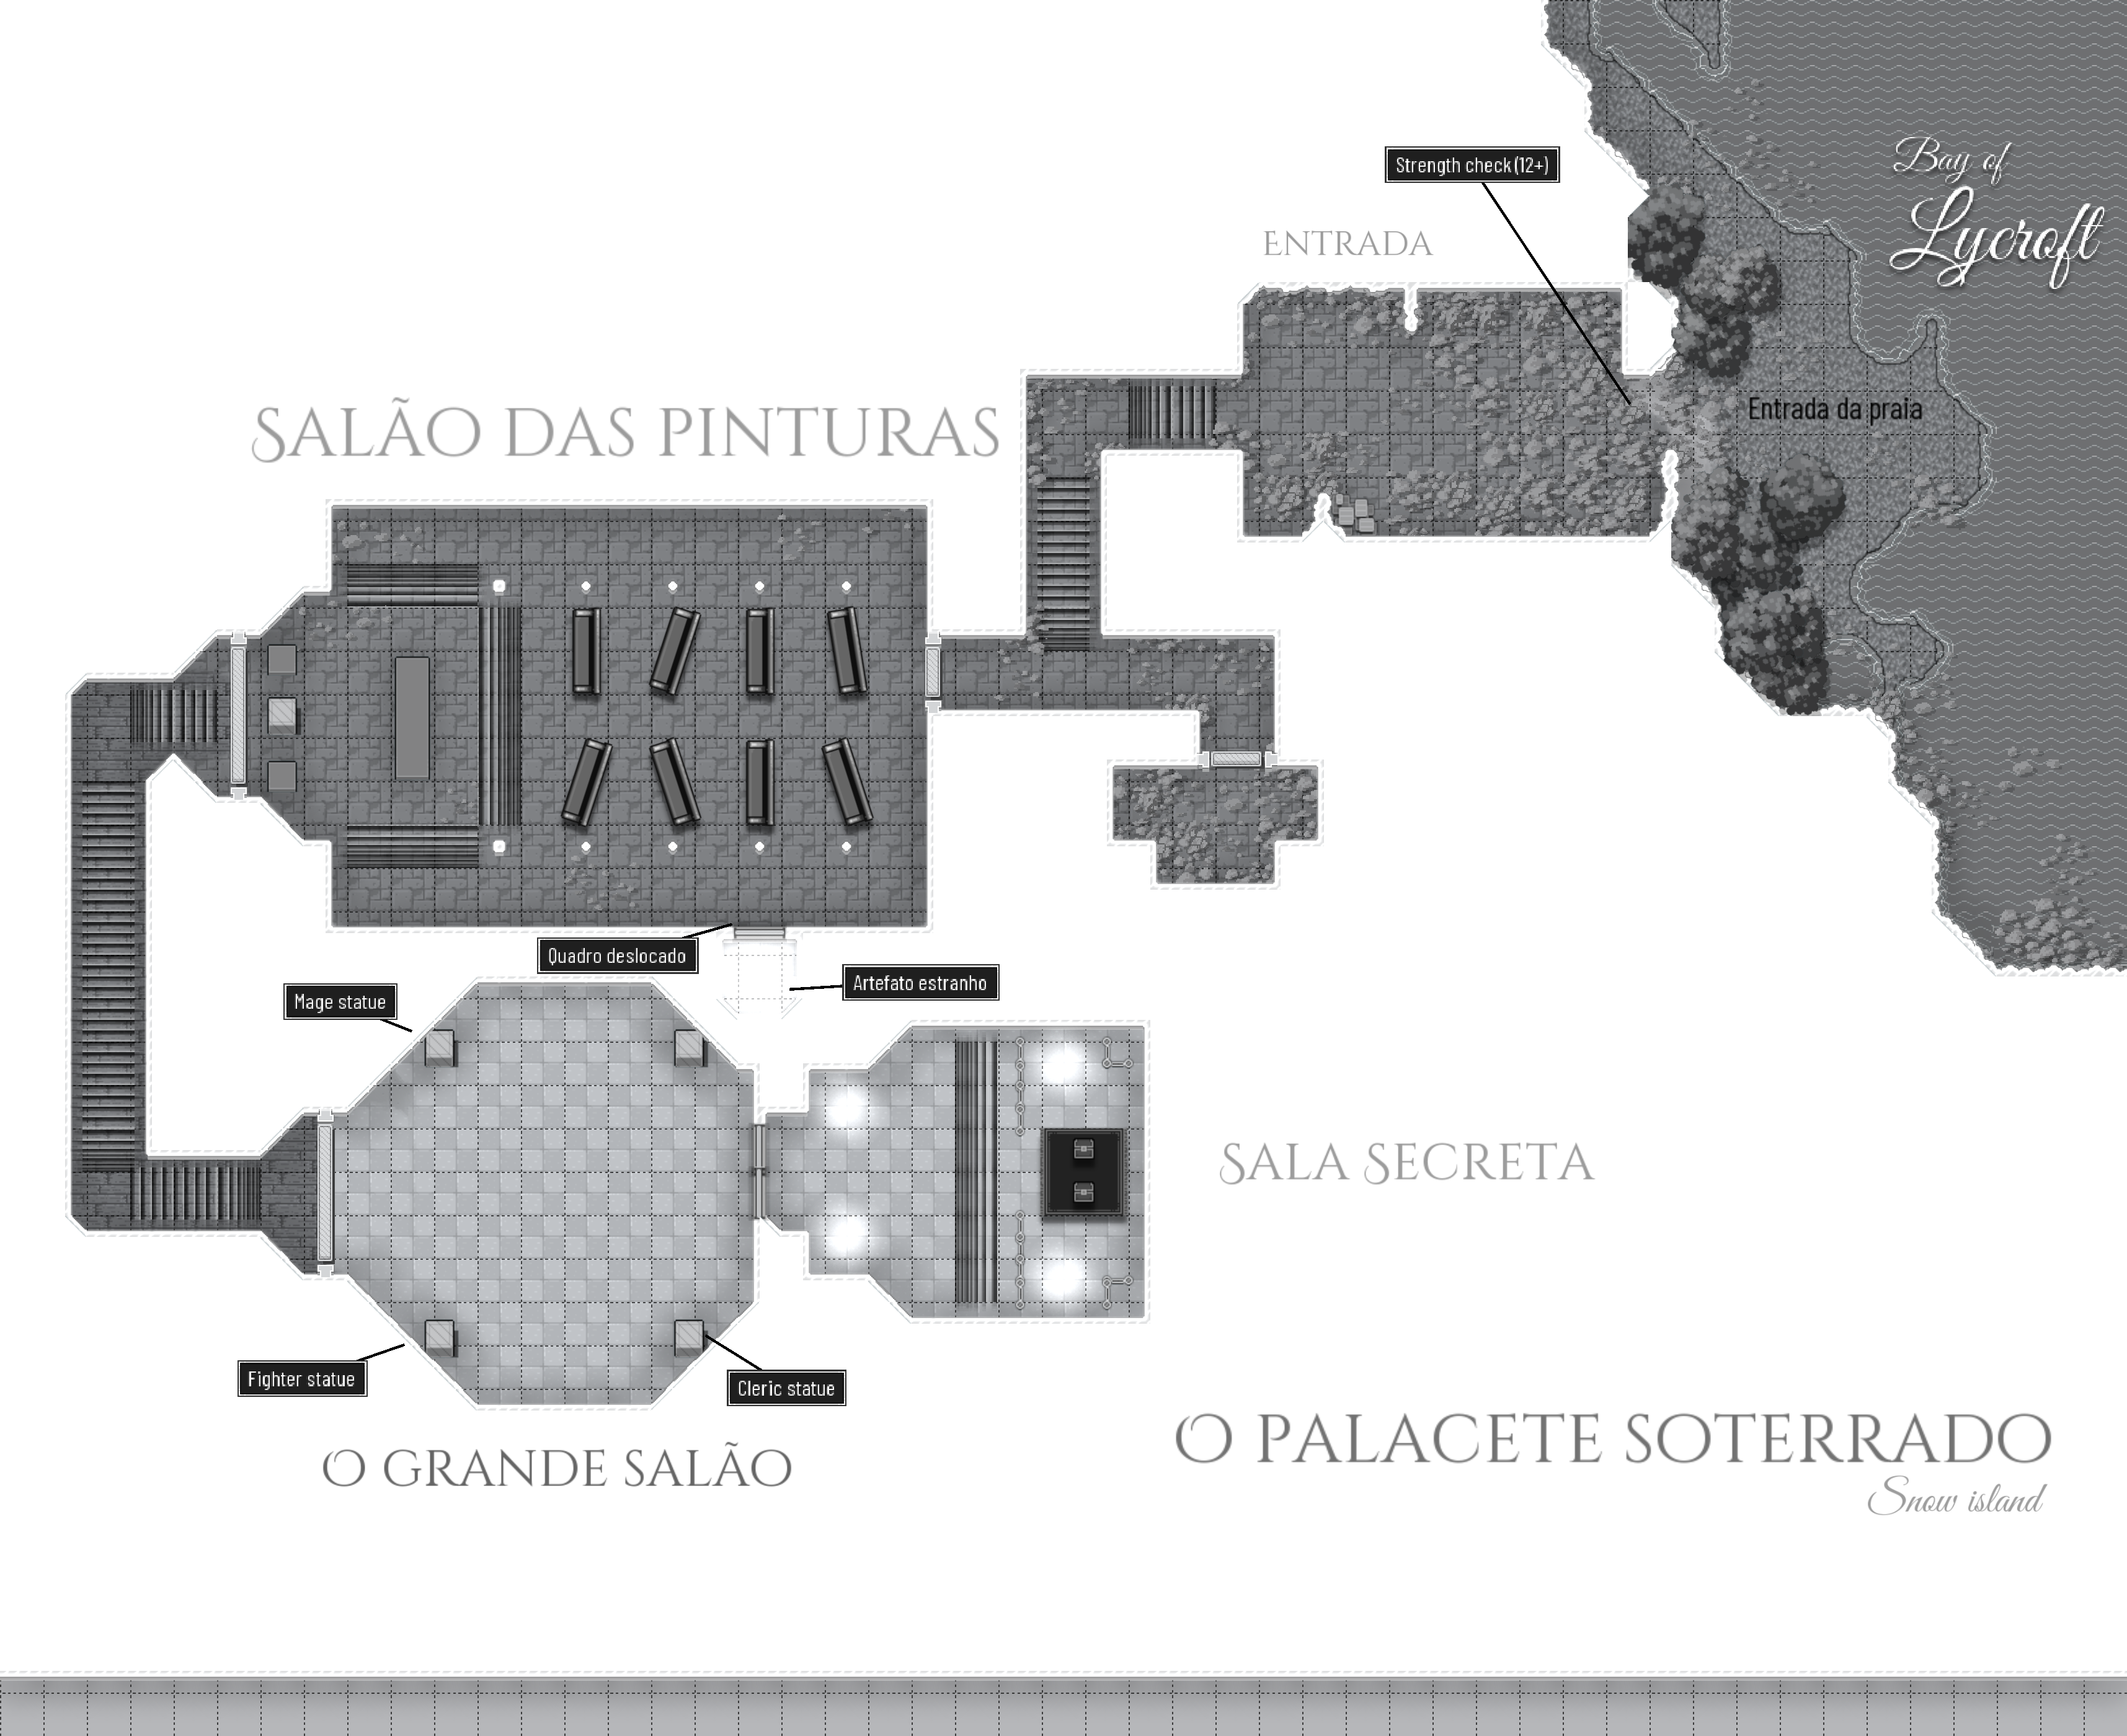 Bay of
Lycroft
Strength check (12+)
Entrada
Entrada da praia
Salão das pinturas
Quadro deslocado
Artefato estranho
Mage statue
Sala Secreta
Fighter statue
Cleric statue
O grande salão
O palacete soterrado
Snow island